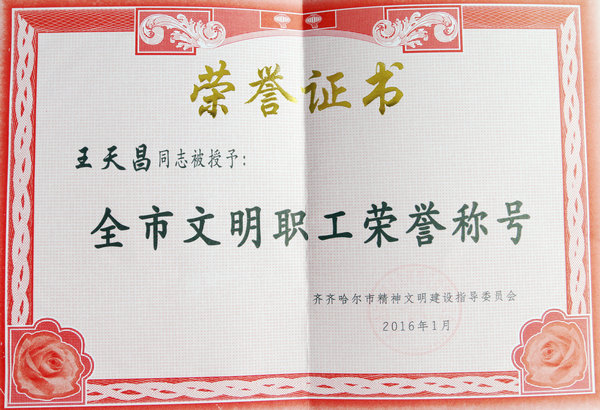 荣誉证书
王天昌同志被授予:
全市文明职工荣誉称号
齐齐哈尔市精神文明建设指导委员会
2016年1月